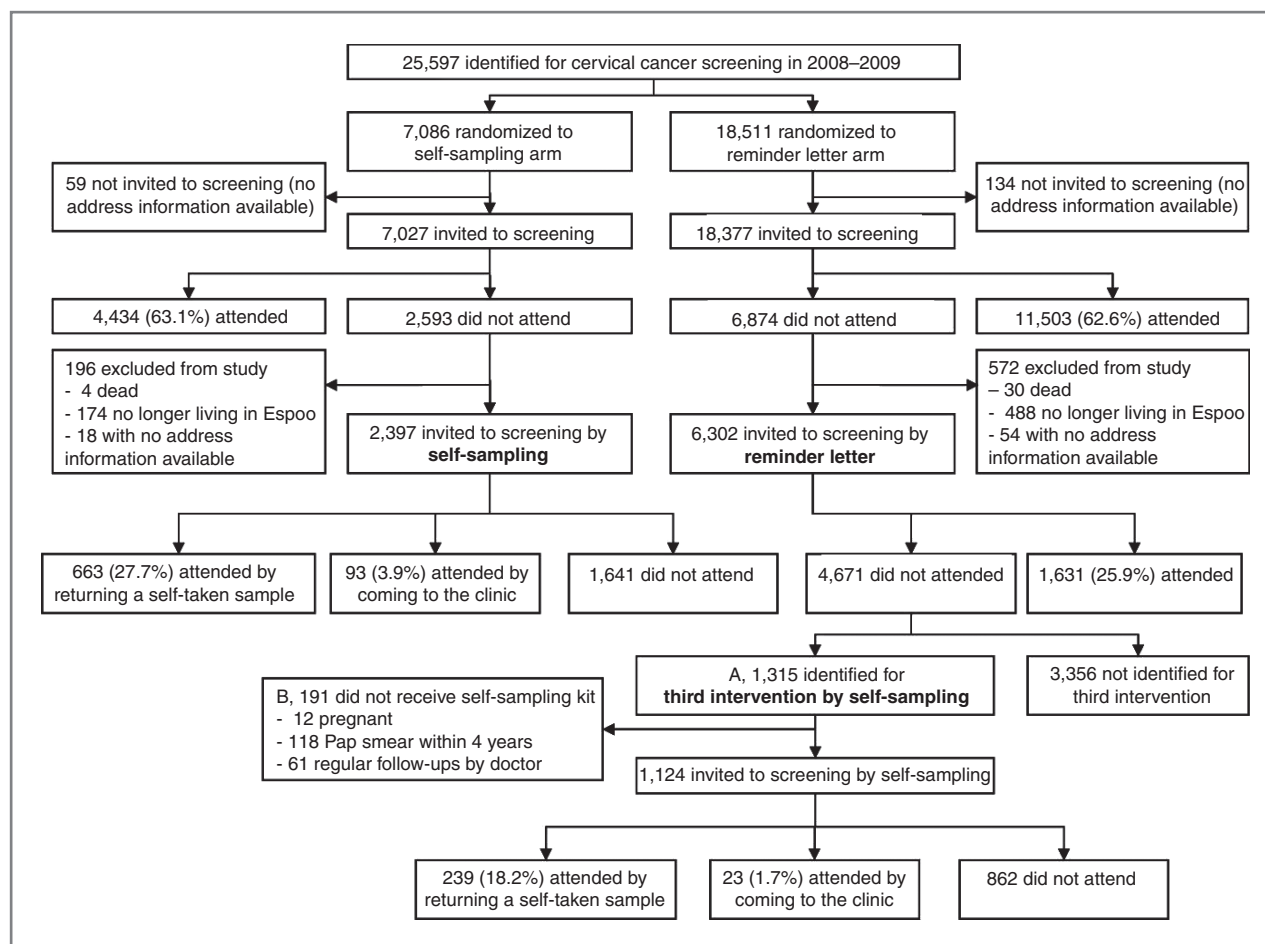 25,597 identified for cervical cancer screening in 2008–2009
7,086 randomized to
self-sampling arm
18,511 randomized to
reminder letter arm
59 not invited to screening (no
address information available)
134 not invited to screening (no
address information available)
7,027 invited to screening
18,377 invited to screening
4,434 (63.1%) attended
2,593 did not attend
6,874 did not attend
11,503 (62.6%) attended
196 excluded from study
- 4 dead
- 174 no longer living in Espoo
- 18 with no address
information available
572 excluded from study
– 30 dead
- 488 no longer living in Espoo
- 54 with no address
information available
2,397 invited to screening by
self-sampling
6,302 invited to screening by
reminder letter
663 (27.7%) attended by
returning a self-taken sample
93 (3.9%) attended by
coming to the clinic
1,641 did not attend
4,671 did not attended
1,631 (25.9%) attended
A, 1,315 identified for
third intervention by self-sampling
3,356 not identified for
third intervention
B, 191 did not receive self-sampling kit
- 12 pregnant
- 118 Pap smear within 4 years
- 61 regular follow-ups by doctor
1,124 invited to screening by self-sampling
239 (18.2%) attended by
returning a self-taken sample
23 (1.7%) attended by
coming to the clinic
862 did not attend